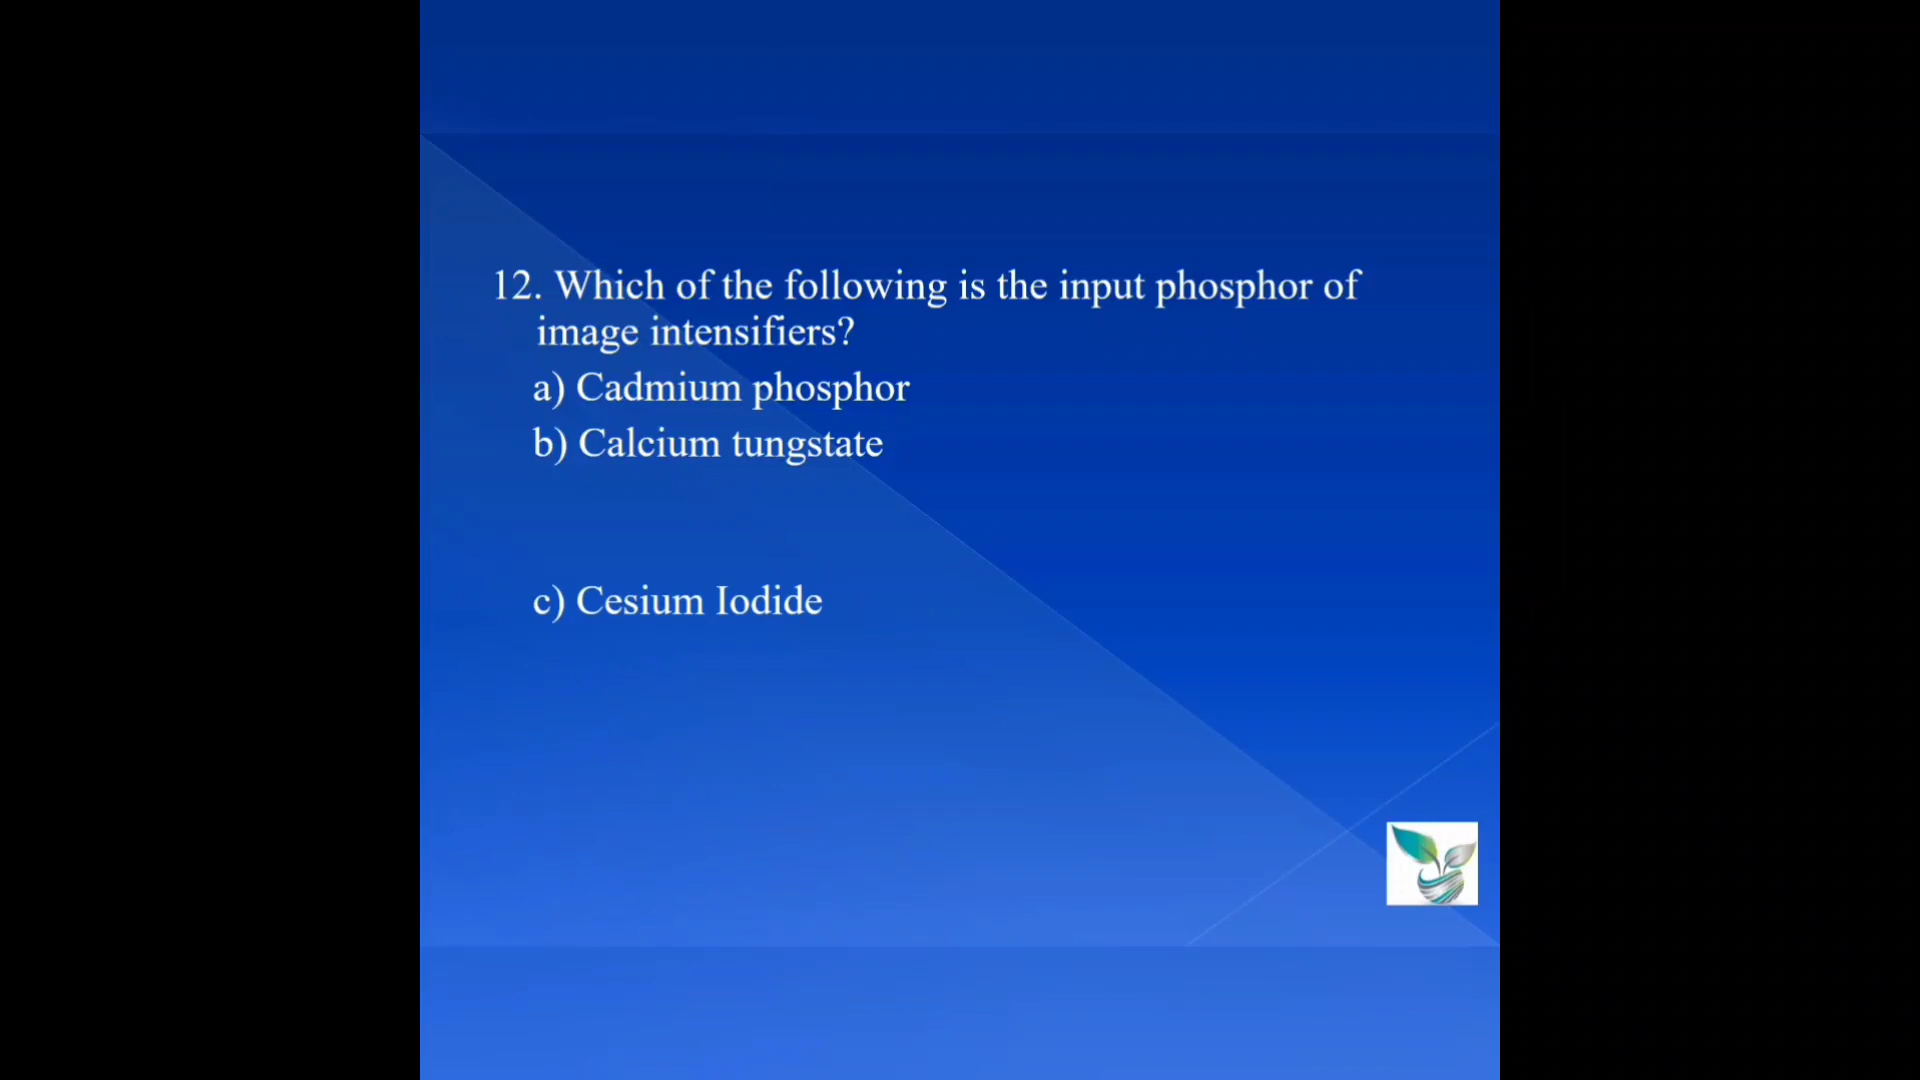 12. Which of the following is the input phosphor of
image intensifiers?
a) Cadmium phosphor
b) Calcium tungstate
c) Cesium Iodide